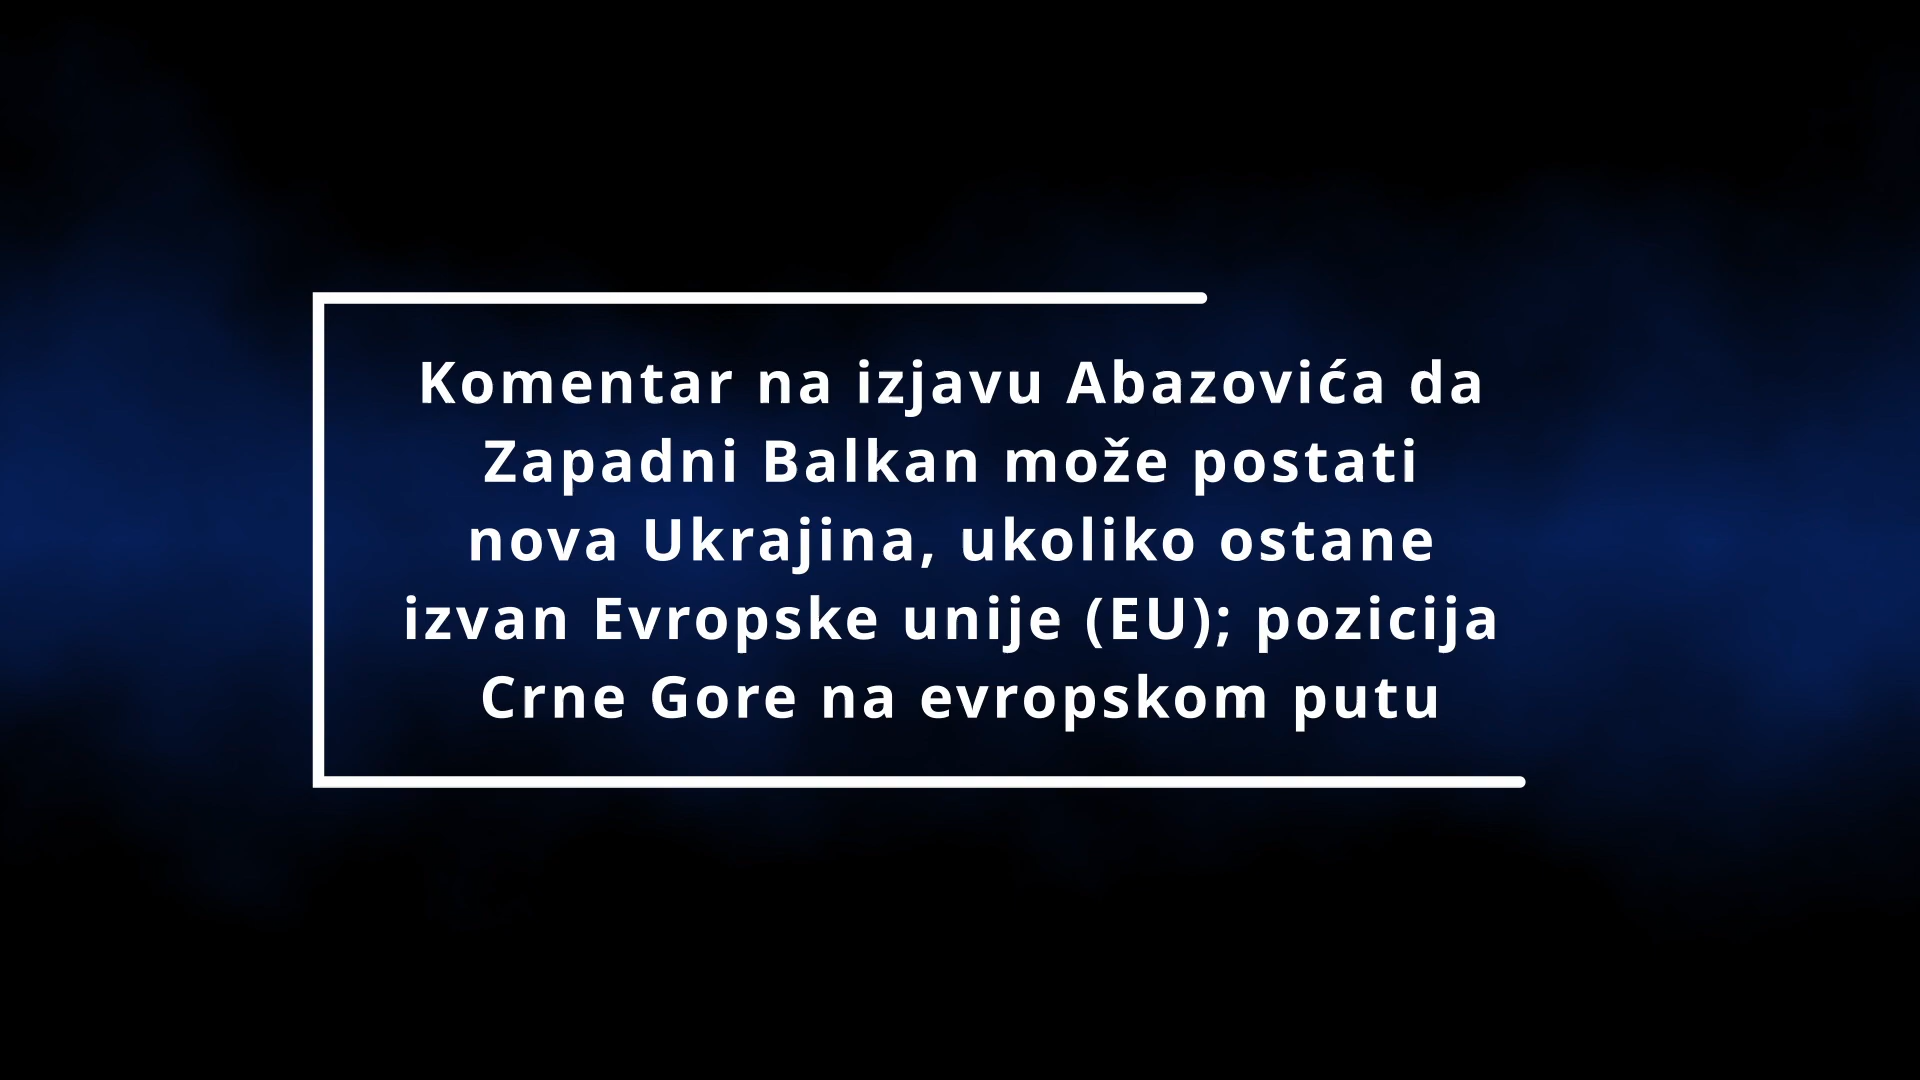 Komentar na izjavu Abazovića da
Zapadni Balkan može postati
nova Ukrajina, ukoliko ostane
izvan Evropske unije (EU); pozicija
Crne Gore na evropskom putu